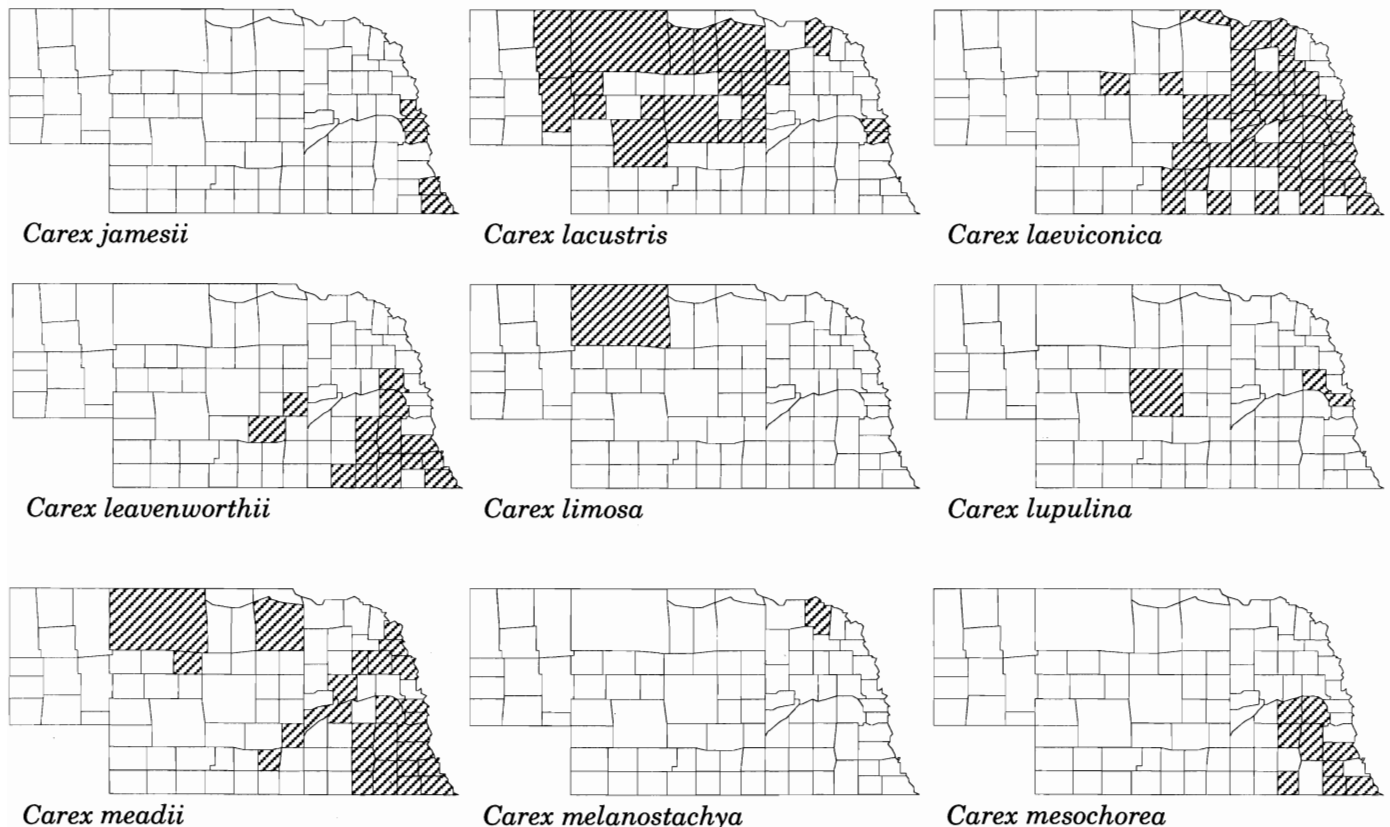 Carex jamesii
Carex lacustris
Carex laeviconica
Carex leavenworthii
Carex limosa
Carex lupulina
Carex meadii
Carex melanostachya
Carex mesochorea